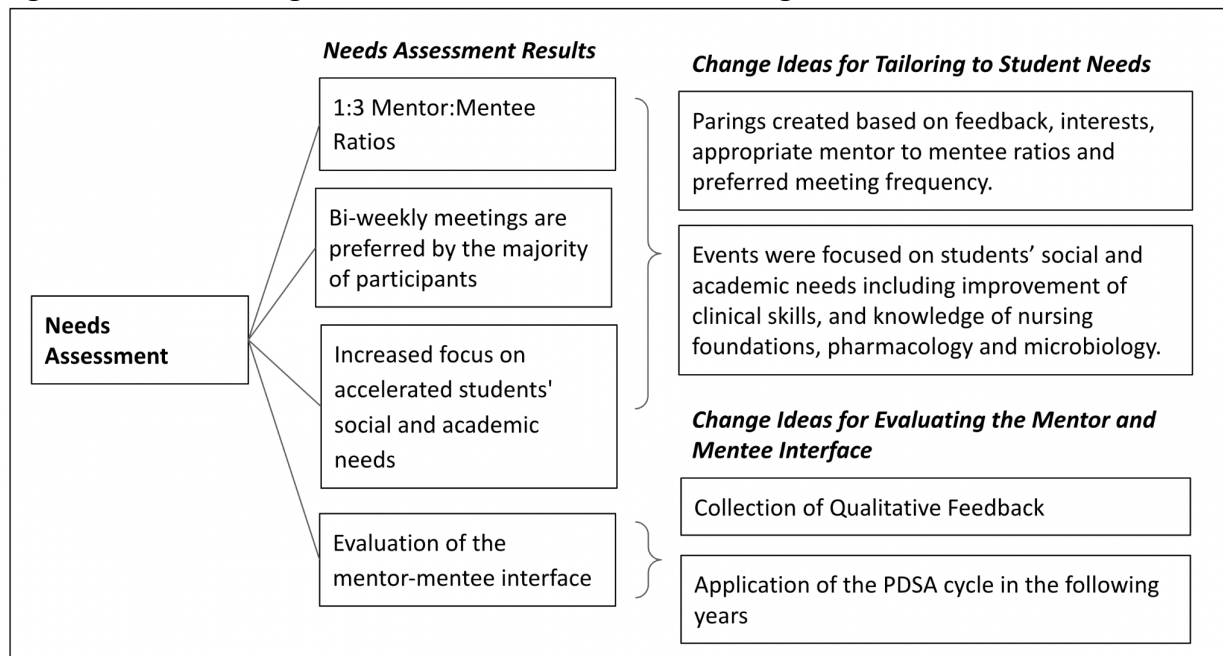 Needs Assessment Results
1:3 Mentor:Mentee
Ratios
Bi-weekly meetings are
preferred by the majority
of participants
Needs
Assessment
Increased focus on
accelerated students'
social and academic
needs
Evaluation of the
mentor-mentee interface
Change Ideas for Tailoring to Student Needs
Parings created based on feedback, interests,
appropriate mentor to mentee ratios and
preferred meeting frequency.
Events were focused on students’ social and
academic needs including improvement of
clinical skills, and knowledge of nursing
foundations, pharmacology and microbiology.
Change Ideas for Evaluating the Mentor and
Mentee Interface
Collection of Qualitative Feedback
Application of the PDSA cycle in the following
years